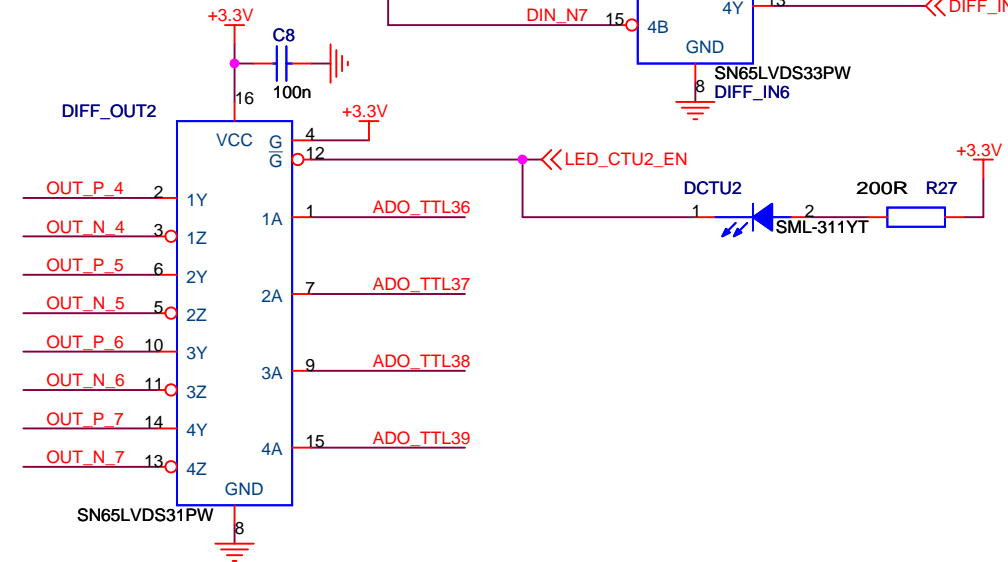 +3.3V
DIN_N7
15
4B
4Y
13
DIFF_IN
C8
GND
SN65LVDS33PW
8
DIFF_IN6
100n
16
DIFF_OUT2
+3.3V
VCC
G
4
G
12
LED_CTU2_EN
+3.3V
OUT_P_4
2
1Y
DCTU2
200R
R27
1A
1
ADO_TTL36
1
2
SML-311YT
OUT_N_4
3
1Z
OUT_P_5
6
2Y
2A
7
ADO_TTL37
OUT_N_5
5
2Z
OUT_P_6
10
3Y
3A
9
ADO_TTL38
OUT_N_6
11
3Z
OUT_P_7
14
4Y
4A
15
ADO_TTL39
OUT_N_7
13
4Z
GND
SN65LVDS31PW
8